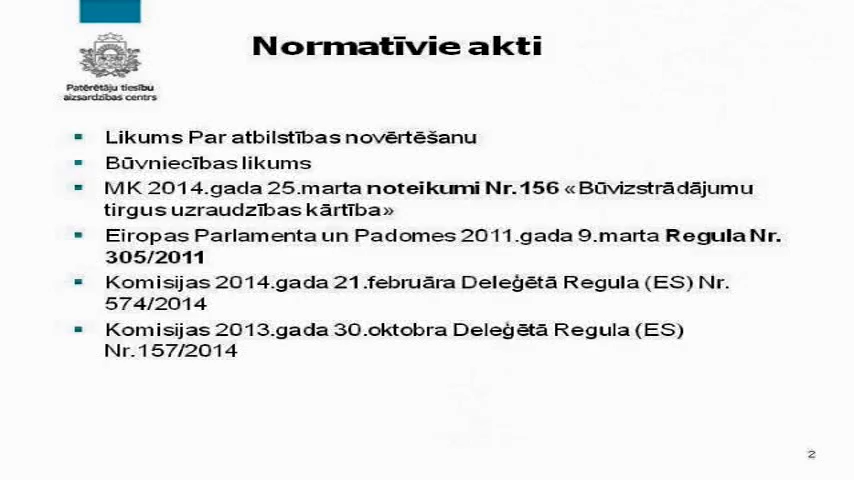 Normatīvie akti
Patērētāju tiesību
aizsardzības centrs
Likums Par atbilstības novērtēšanu
Būvniecības likums
MK 2014.gada 25.marta noteikumi Nr.156 «Būvizstrādājumu
tirgus uzraudzības kārtība»
Eiropas Parlamenta un Padomes 2011.gada 9.marta Regula Nr.
305/2011
Komisijas 2014.gada 21.februāra Deleģētā Regula (ES) Nr.
574/2014
Komisijas 2013.gada 30.oktobra Deleģētā Regula (ES)
Nr.157/2014
2